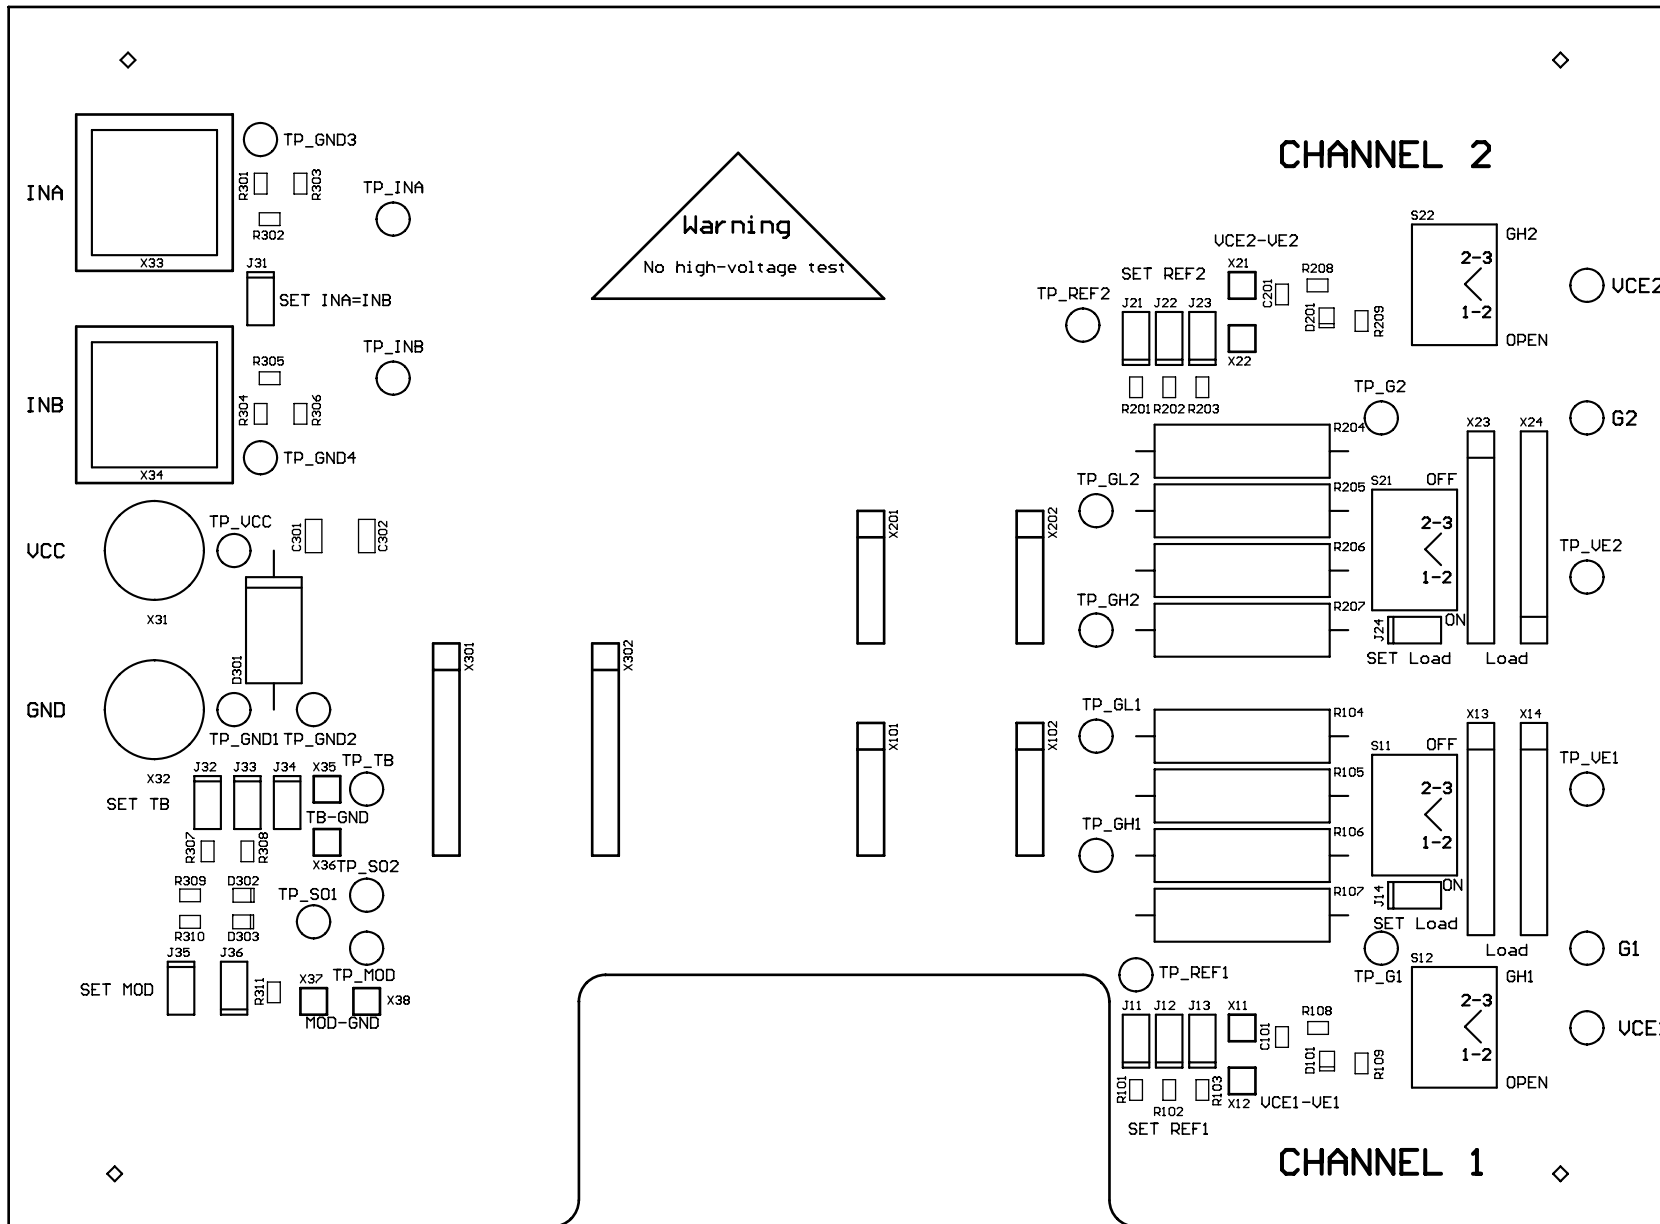 CHANNEL 2
TP_GND3
R301
R303
TP_INA
INA
R302
X33
J31
SET INA=INB
Warning
No high-voltage test
S22
GH2
2-3
1-2
OPEN
VCE2-VE2
X21
SET REF2
C201
R208
TP_REF2
J21
J22
J23
D201
R209
VCE2
X22
R201
R202
R203
TP_INB
R305
INB
R304
R306
TP_GND4
X34
TP_G2
G2
R204
X23
X24
TP_GL2
R205
S21
OFF
2-3
1-2
ON
TP_VCC
VCC
C301
C302
X201
X202
R206
TP_VE2
TP_GH2
R207
J24
SET Load
Load
X31
D301
X301
X302
GND
TP_GND1
TP_GND2
X32
TP_GL1
R104
X13
X14
X101
X102
S11
OFF
2-3
1-2
ON
TP_VE1
R105
TP_GH1
R106
R107
J14
SET Load
Load
TP_TB
J32
J33
J34
X35
SET TB
TB-GND
R307
R308
X36
TP_SO2
R309
D302
TP_SO1
R310
D303
J35
J36
X37
TP_MOD
SET MOD
R311
X38
MOD-GND
TP_G1
G1
TP_REF1
S12
GH1
2-3
1-2
OPEN
J11
J12
J13
X11
C101
R108
VCE1
D101
R109
R101
R102
R103
X12
VCE1-VE1
SET REF1
CHANNEL 1